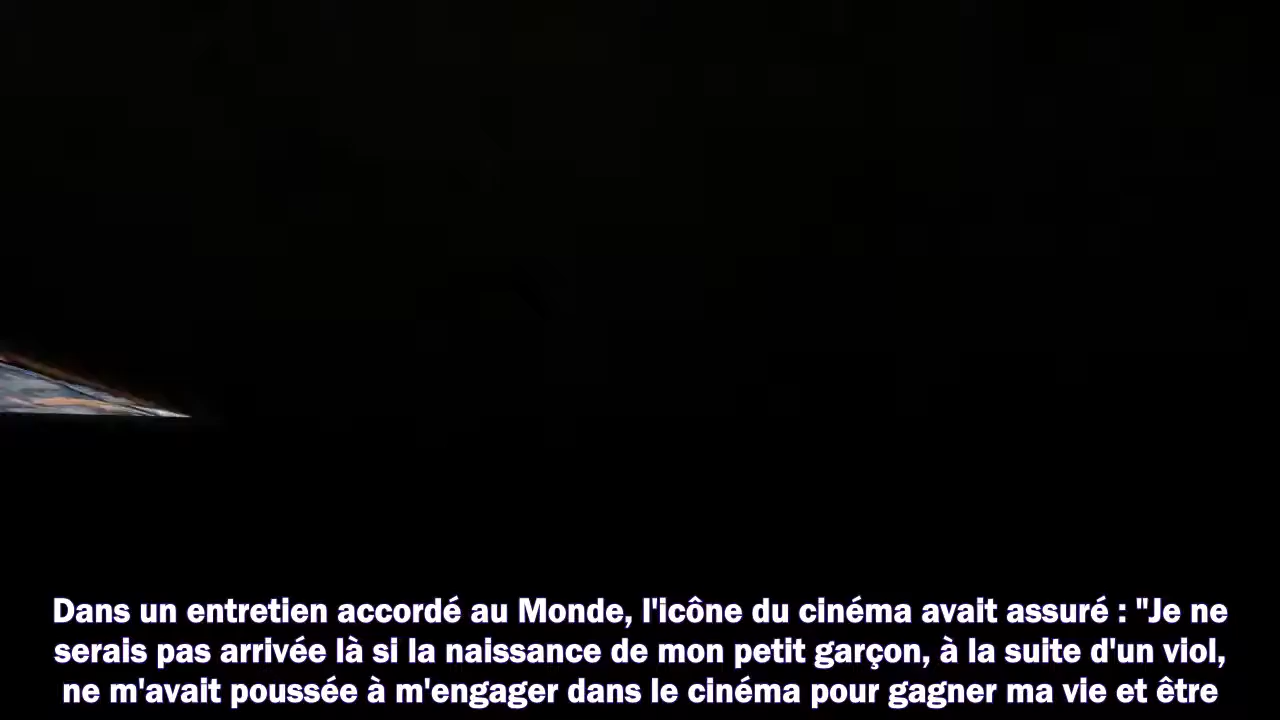 Dans un entretien accordé au Monde, l'icône du cinéma avait assuré : "Je ne
serais pas arrivée là si la naissance de mon petit garçon, à la suite d'un viol,
ne m'avait poussée à m'engager dans le cinéma pour gagner ma vie et être